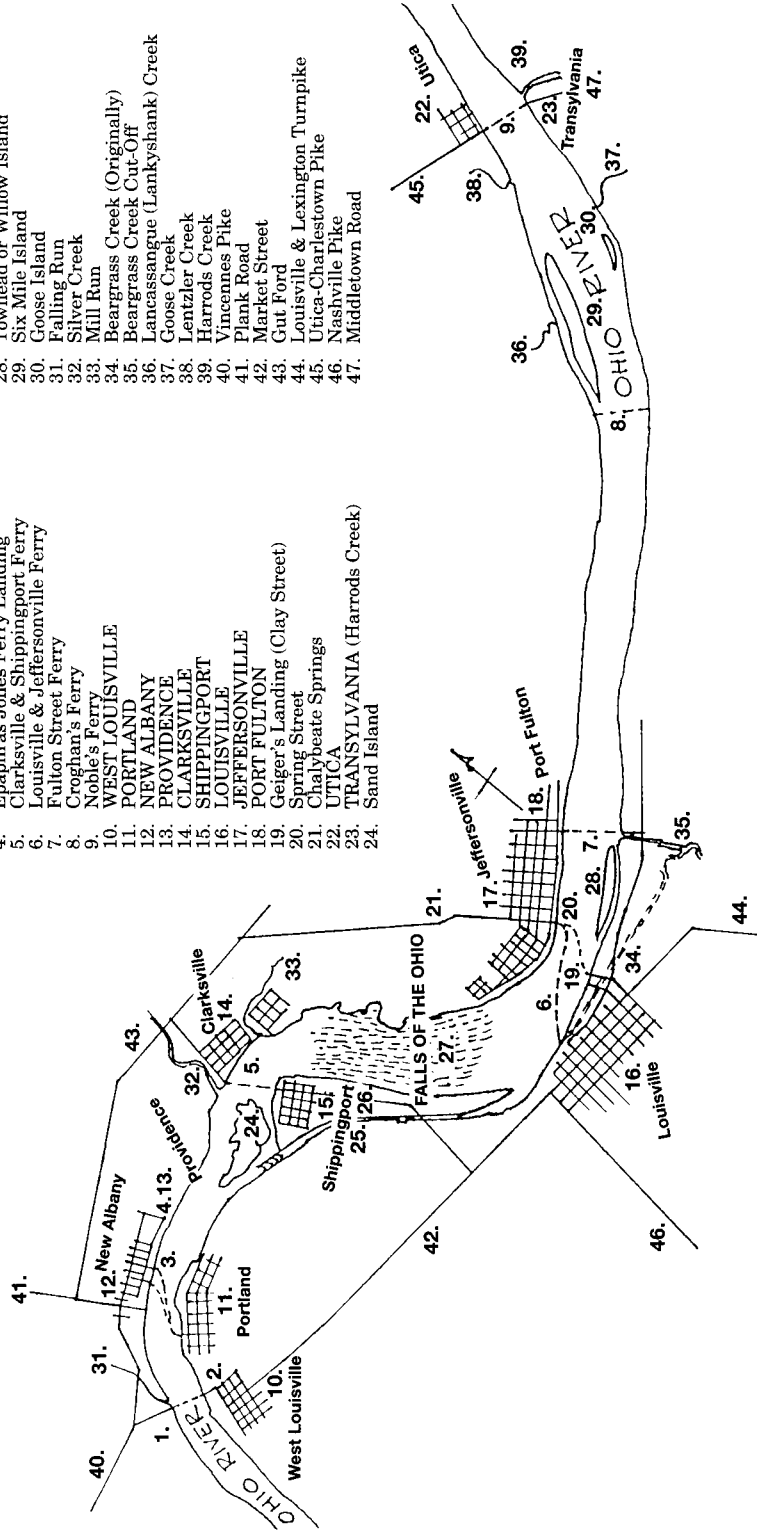 4. Epaphras Jones Ferry Landing
5. Clarksville & Shippingport Ferry
6. Louisville & Jeffersonville Ferry
7. Fulton Street Ferry
8. Croghan's Ferry
9. Noble's Ferry
10. WEST LOUISVILLE
11. PORTLAND
12. NEW ALBANY
13. PROVIDENCE
14. CLARKSVILLE
15. SHIPPINGPORT
16. LOUISVILLE
17. JEFFERSONVILLE
18. PORT FULTON
19. Geiger's Landing (Clay Street)
20. Spring Street
21. Chalybeate Springs
22. UTICA
23. TRANSYLVANIA (Harrods Creek)
24. Sand Island
28. Towhead or Willow Island
29. Six Mile Island
30. Goose Island
31. Falling Run
32. Silver Creek
33. Mill Run
34. Beargrass Creek (Originally)
35. Beargrass Creek Cut-Off
36. Lancassangue (Lankyshank) Creek
37. Goose Creek
38. Lentzler Creek
39. Harrods Creek
40. Vincennes Pike
41. Plank Road
42. Market Street
43. Gut Ford
44. Louisville & Lexington Turnpike
45. Utica-Charlestown Pike
46. Nashville Pike
47. Middletown Road
40.
31.
41.
12. New Albany
4.13.
Providence
43.
32.
Clarksville
14.
33.
21.
Jeffersonville
17.
18. Port Fulton
45.
22. Utica
38.
36.
39.
9.
23.
Transylvania
47.
1.
OHIO RIVER
2.
10.
West Louisville
3.
11.
Portland
24.
5.
15.
Shippingport
25.
26.
FALLS OF THE OHIO
27.
6.
19.
20.
28.
7.
34.
35.
8.
OHIO RIVER
29.
30.
37.
42.
16.
Louisville
46.
44.